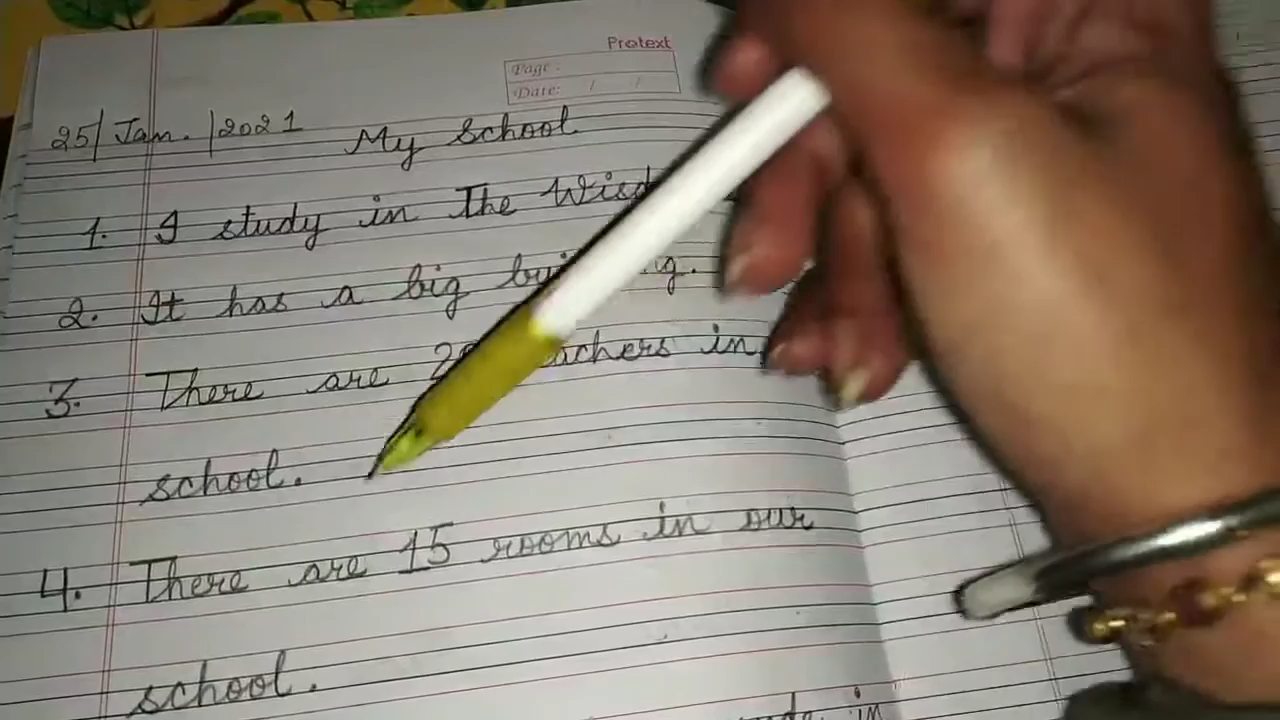 Protext
Page :
Date: / /
25/Jan./2021 My School
1. I study in The
2. It has a big
3. There are teachers in
school.
4. There are 15 rooms in our
school.
in